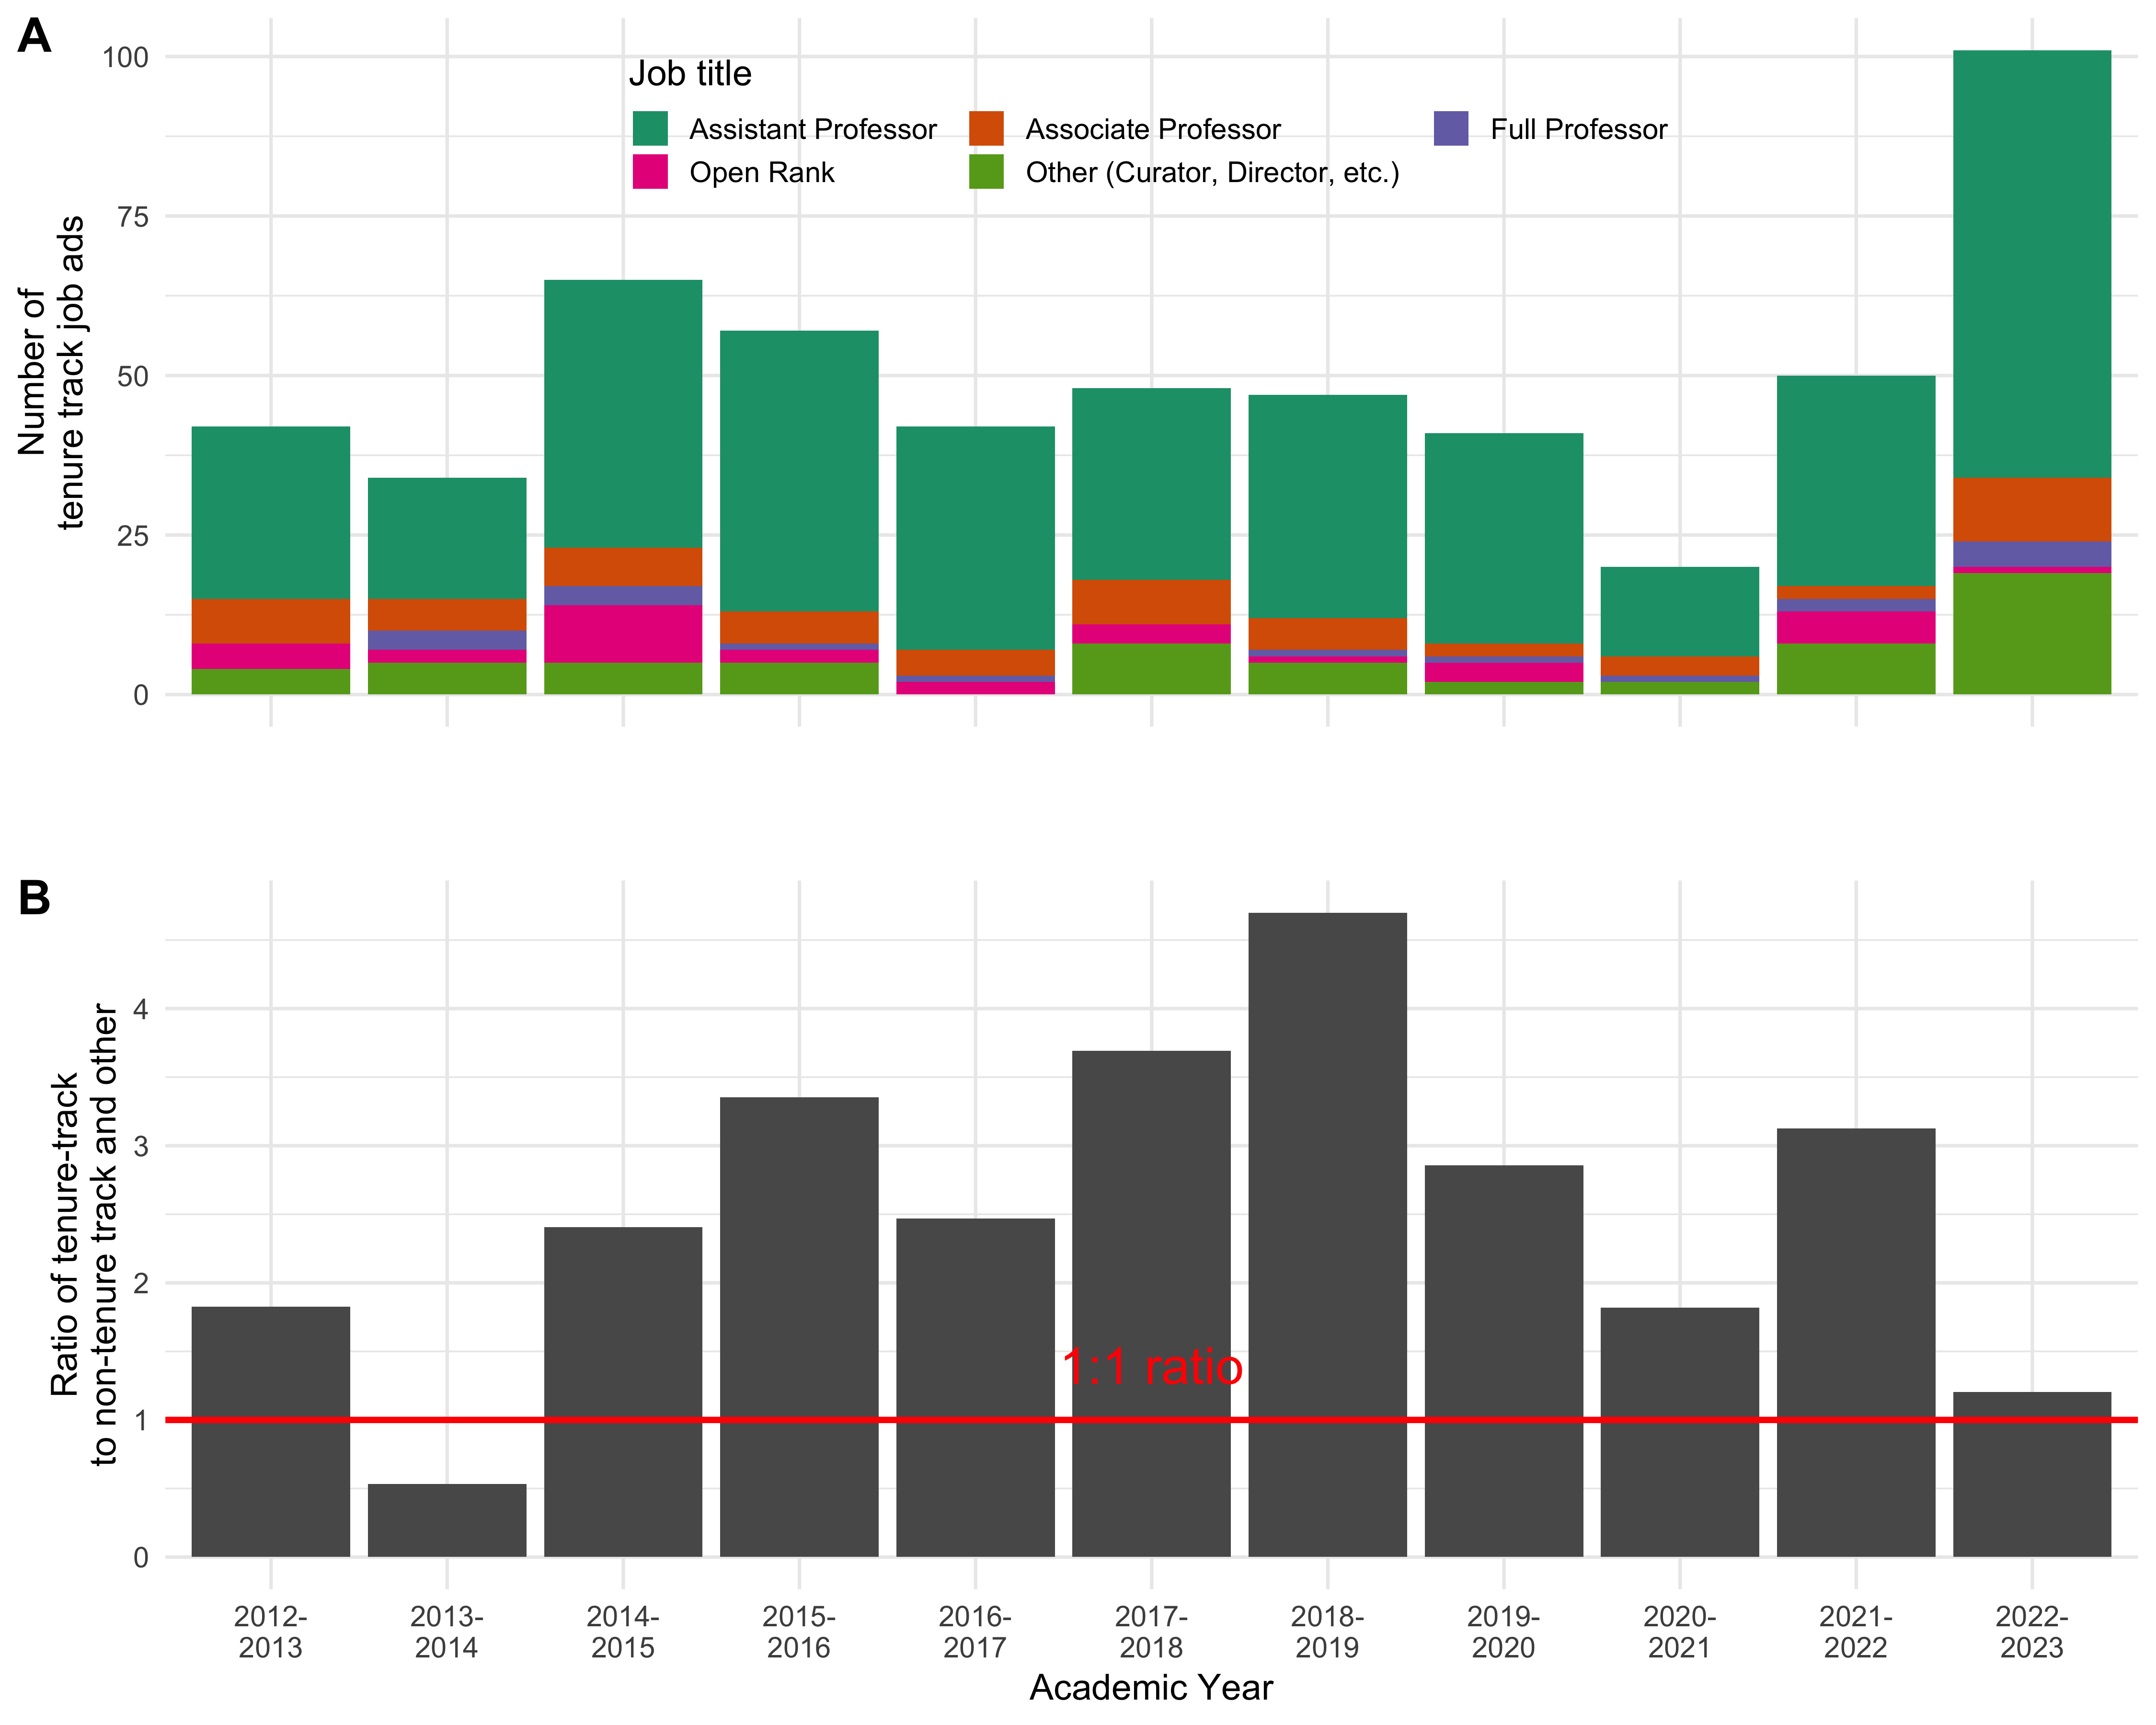 A
100
75
50
25
0
Number of
tenure track job ads
Job title
Assistant Professor
Associate Professor
Full Professor
Open Rank
Other (Curator, Director, etc.)
B
4
3
2
1
0
Ratio of tenure-track
to non-tenure track and other
1:1 ratio
2012-
2013
2013-
2014
2014-
2015
2015-
2016
2016-
2017
2017-
2018
2018-
2019
2019-
2020
2020-
2021
2021-
2022
2022-
2023
Academic Year